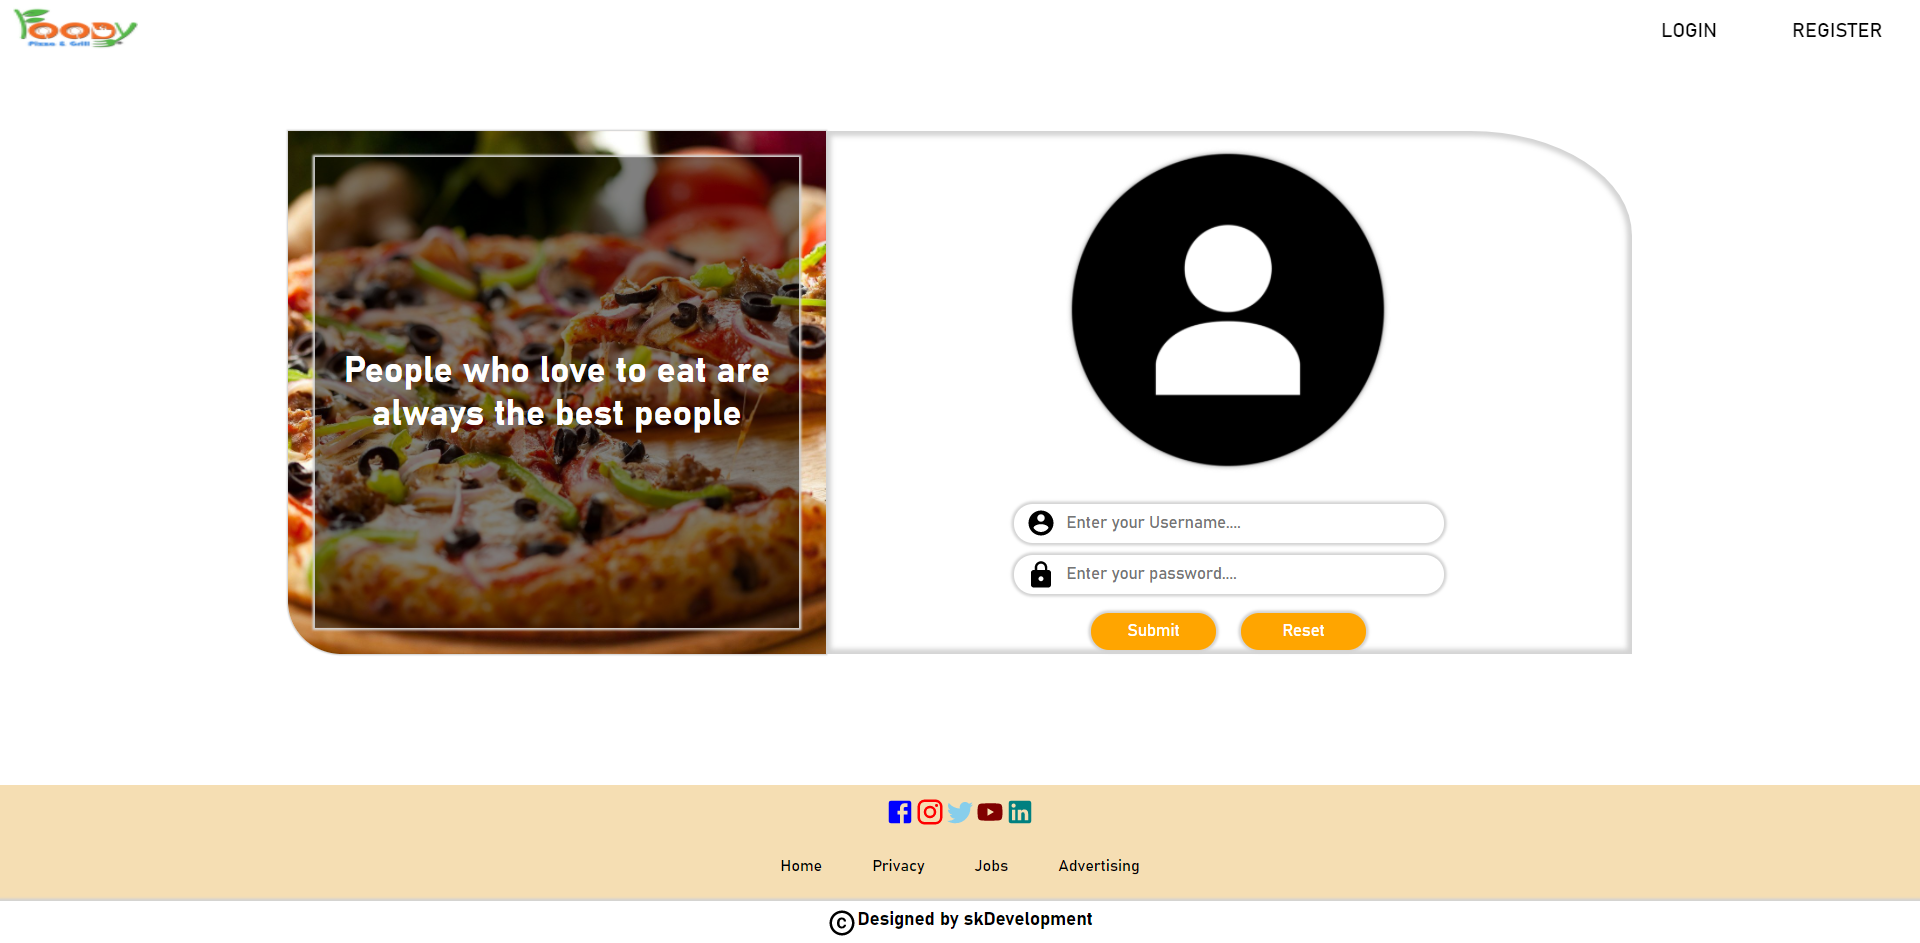 FOODY
Pizza & Grill
LOGIN
REGISTER
People who love to eat are
always the best people
Enter your Username....
Enter your password....
Submit
Reset
Home
Privacy
Jobs
Advertising
© Designed by skDevelopment